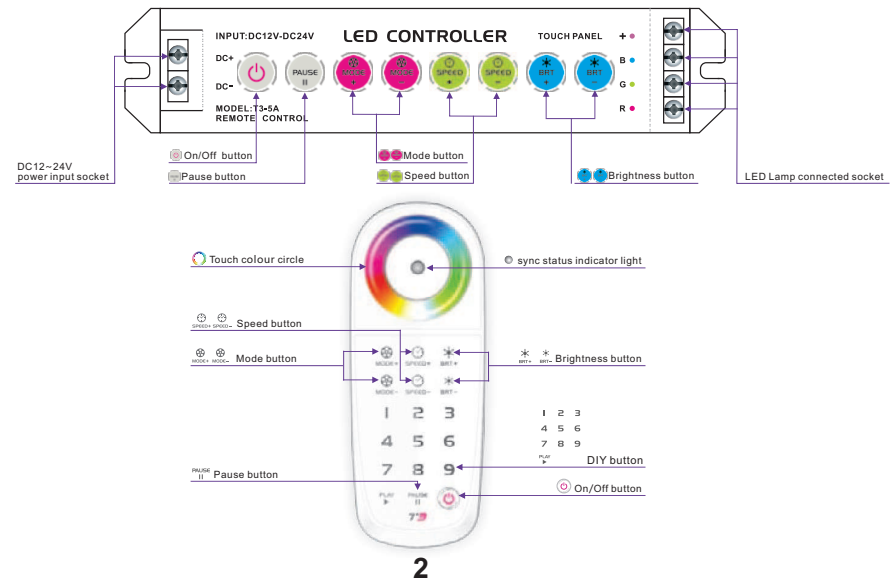 INPUT:DC12V-DC24V
LED CONTROLLER
TOUCH PANEL
+
DC+
B
PAUSE
MODE
+
MODE
-
SPEED
+
SPEED
-
BRT
+
BRT
-
DC-
G
MODEL:T3-5A
REMOTE CONTROL
R
DC12~24V
power input socket
On/Off button
Pause button
Mode button
Speed button
Brightness button
LED Lamp connected socket
Touch colour circle
sync status indicator light
SPEED+ SPEED- Speed button
MODE+ MODE- Mode button
BRT+ BRT- Brightness button
MODE+ SPEED+ BRT+
MODE- SPEED- BRT-
1 2 3
4 5 6
7 8 9
PLAY PAUSE
T3
1 2 3
4 5 6
7 8 9
PLAY
DIY button
PAUSE Pause button
On/Off button
2